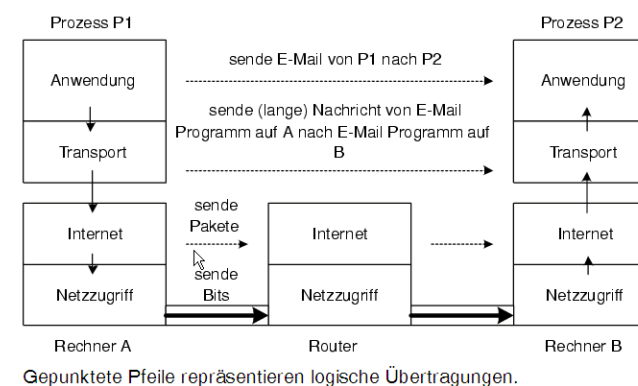 Prozess P1
Prozess P2
Anwendung
sende E-Mail von P1 nach P2
Anwendung
sende (lange) Nachricht von E-Mail
Programm auf A nach E-Mail Programm auf
B
Transport
Transport
sende
Pakete
Internet
Internet
Internet
sende
Bits
Netzzugriff
Netzzugriff
Netzzugriff
Rechner A
Router
Rechner B
Gepunktete Pfeile repräsentieren logische Übertragungen.